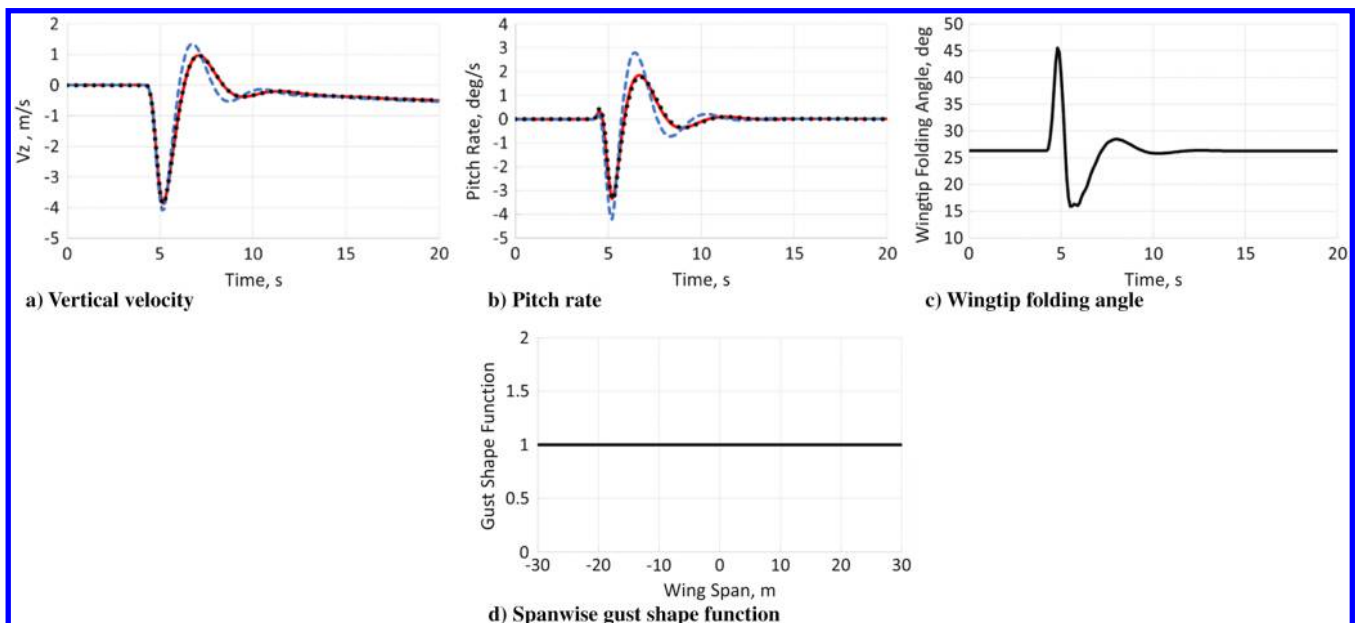 2
1
0
-1
-2
-3
-4
-5
Vz , m/s
0 5 10 15 20
Time, s
a) Vertical velocity
4
3
2
1
0
-1
-2
-3
-4
-5
Pitch Rate, deg/s
0 5 10 15 20
Time, s
b) Pitch rate
50
45
40
35
30
25
20
15
10
Wingtip Folding Angle, deg
0 5 10 15 20
Time, s
c) Wingtip folding angle
2
1.5
1
0.5
0
Gust Shape Function
-30 -20 -10 0 10 20 30
Wing Span, m
d) Spanwise gust shape function